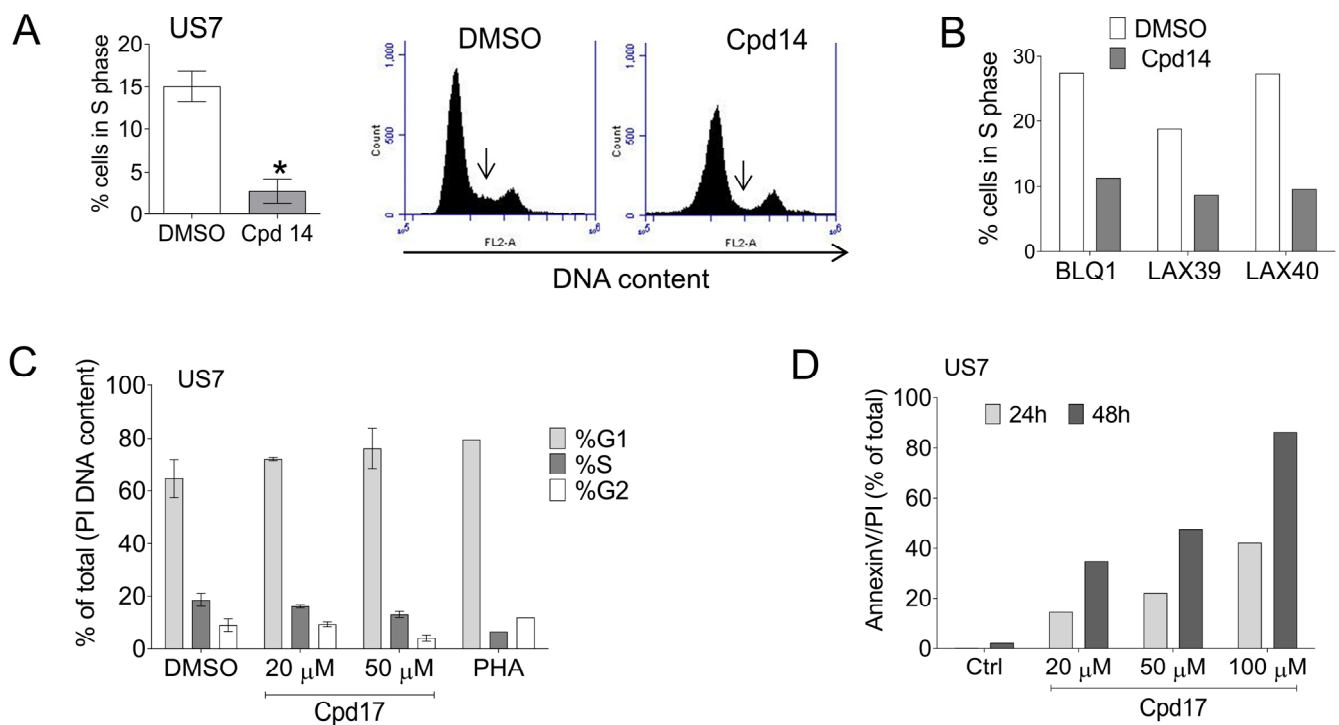 A
US7
% cells in S phase
20
15
10
5
0
*
DMSO
Cpd 14
DMSO
1,000
500
0
Count
FL2-A
Cpd14
1,000
500
0
Count
FL2-A
DNA content
B
DMSO
Cpd14
% cells in S phase
30
20
10
0
BLQ1
LAX39
LAX40
C
US7
% of total (PI DNA content)
100
80
60
40
20
0
%G1
%S
%G2
DMSO
20 μM
50 μM
PHA
Cpd17
D
US7
AnnexinV/PI (% of total)
100
80
60
40
20
0
24h
48h
Ctrl
20 μM
50 μM
100 μM
Cpd17